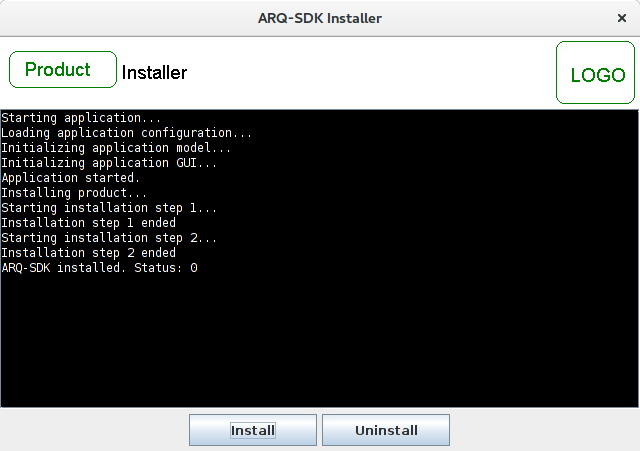 ARQ-SDK Installer
Product Installer
LOGO
Starting application...
Loading application configuration...
Initializing application model...
Initializing application GUI...
Application started.
Installing product...
Starting installation step 1...
Installation step 1 ended
Starting installation step 2...
Installation step 2 ended
ARQ-SDK installed. Status: 0
Install
Uninstall